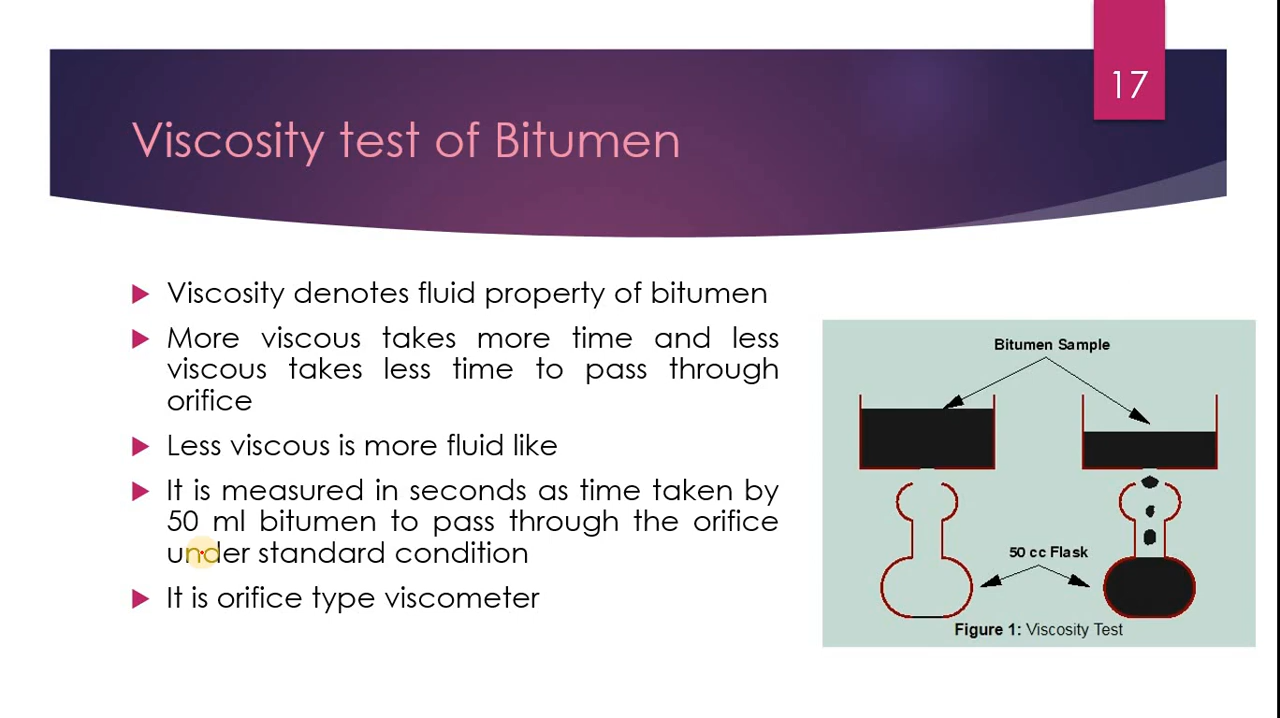 17
Viscosity test of Bitumen
Viscosity denotes fluid property of bitumen
More viscous takes more time and less
viscous takes less time to pass through
orifice
Less viscous is more fluid like
It is measured in seconds as time taken by
50 ml bitumen to pass through the orifice
under standard condition
It is orifice type viscometer
Bitumen Sample
50 cc Flask
Figure 1: Viscosity Test